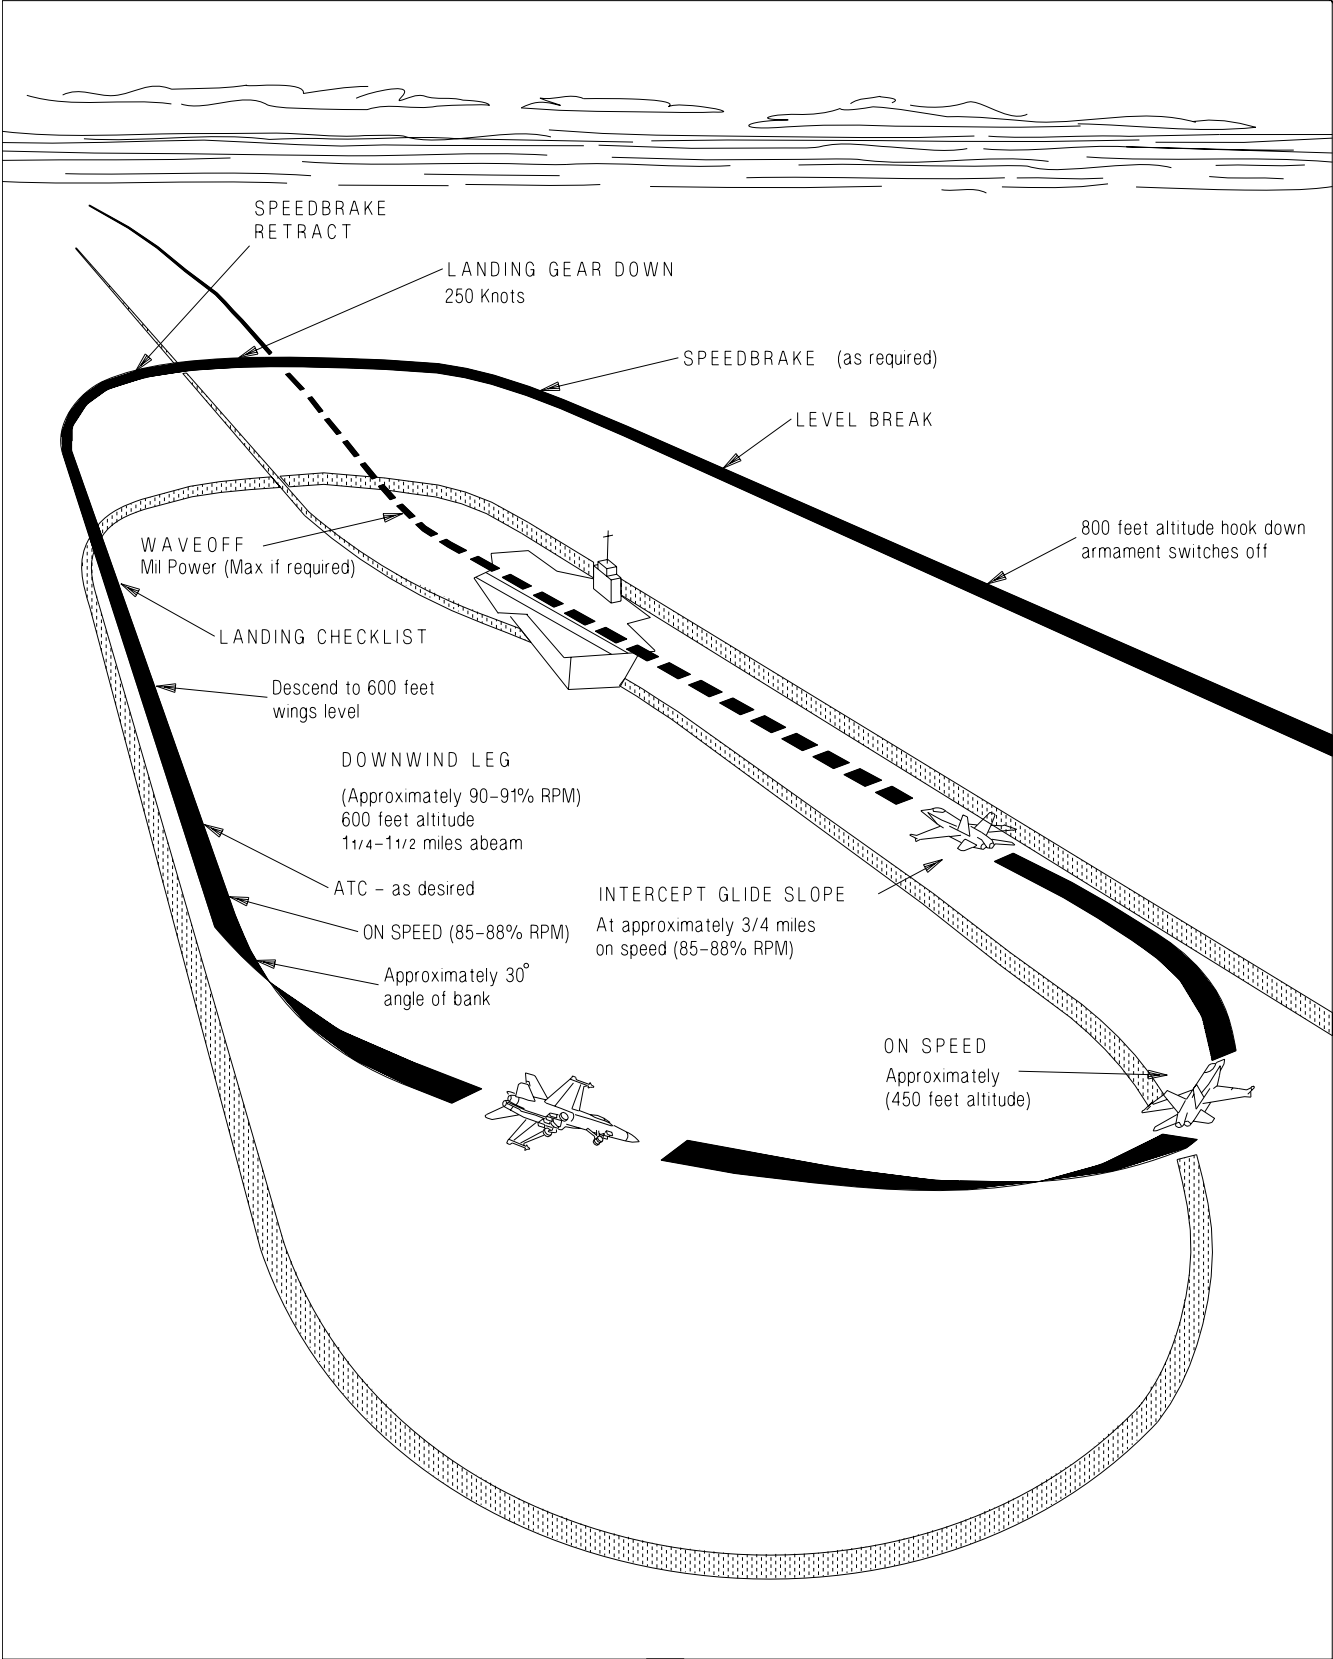 SPEEDBRAKE
RETRACT
LANDING GEAR DOWN
250 Knots
SPEEDBRAKE (as required)
LEVEL BREAK
800 feet altitude hook down
armament switches off
WAVEOFF
Mil Power (Max if required)
LANDING CHECKLIST
Descend to 600 feet
wings level
DOWNWIND LEG
(Approximately 90-91% RPM)
600 feet altitude
1 1/4-1 1/2 miles abeam
ATC - as desired
ON SPEED (85-88% RPM)
Approximately 30°
angle of bank
INTERCEPT GLIDE SLOPE
At approximately 3/4 miles
on speed (85-88% RPM)
ON SPEED
Approximately
(450 feet altitude)